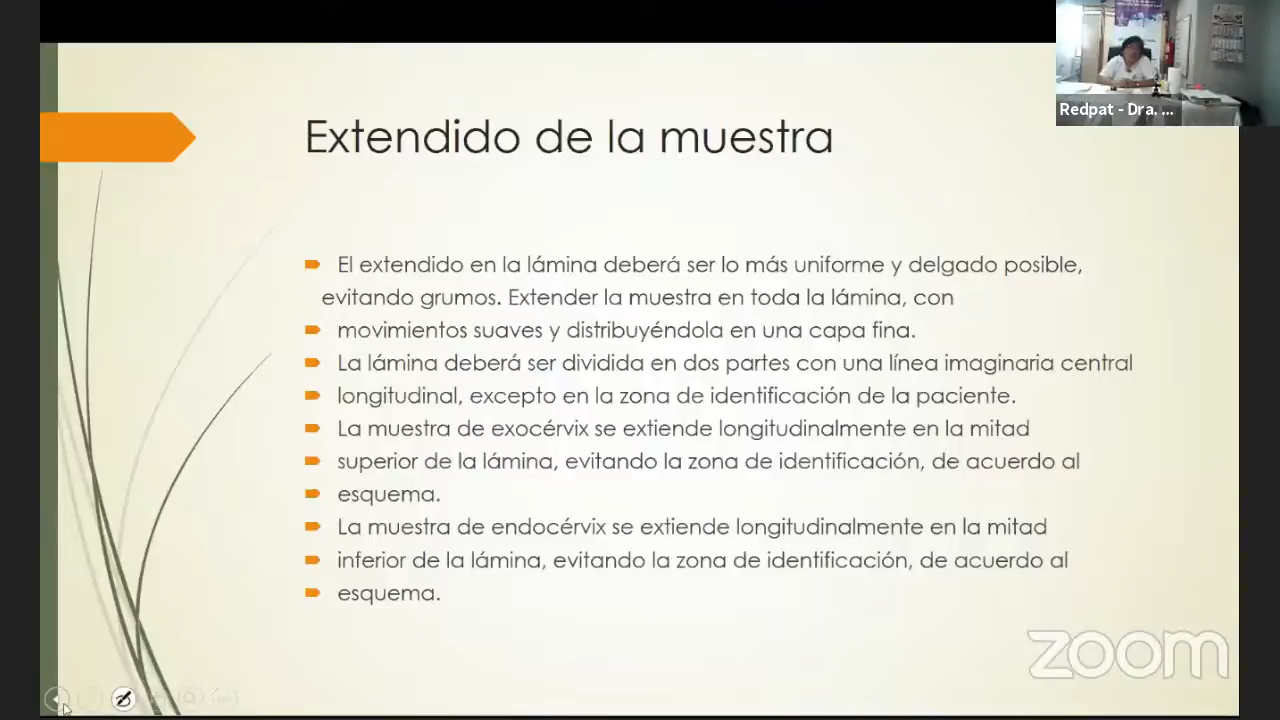 Redpat - Dra. ...
Extendido de la muestra
El extendido en la lámina deberá ser lo más uniforme y delgado posible,
evitando grumos. Extender la muestra en toda la lámina, con
movimientos suaves y distribuyéndola en una capa fina.
La lámina deberá ser dividida en dos partes con una línea imaginaria central
longitudinal, excepto en la zona de identificación de la paciente.
La muestra de exocérvix se extiende longitudinalmente en la mitad
superior de la lámina, evitando la zona de identificación, de acuerdo al
esquema.
La muestra de endocérvix se extiende longitudinalmente en la mitad
inferior de la lámina, evitando la zona de identificación, de acuerdo al
esquema.
zoom